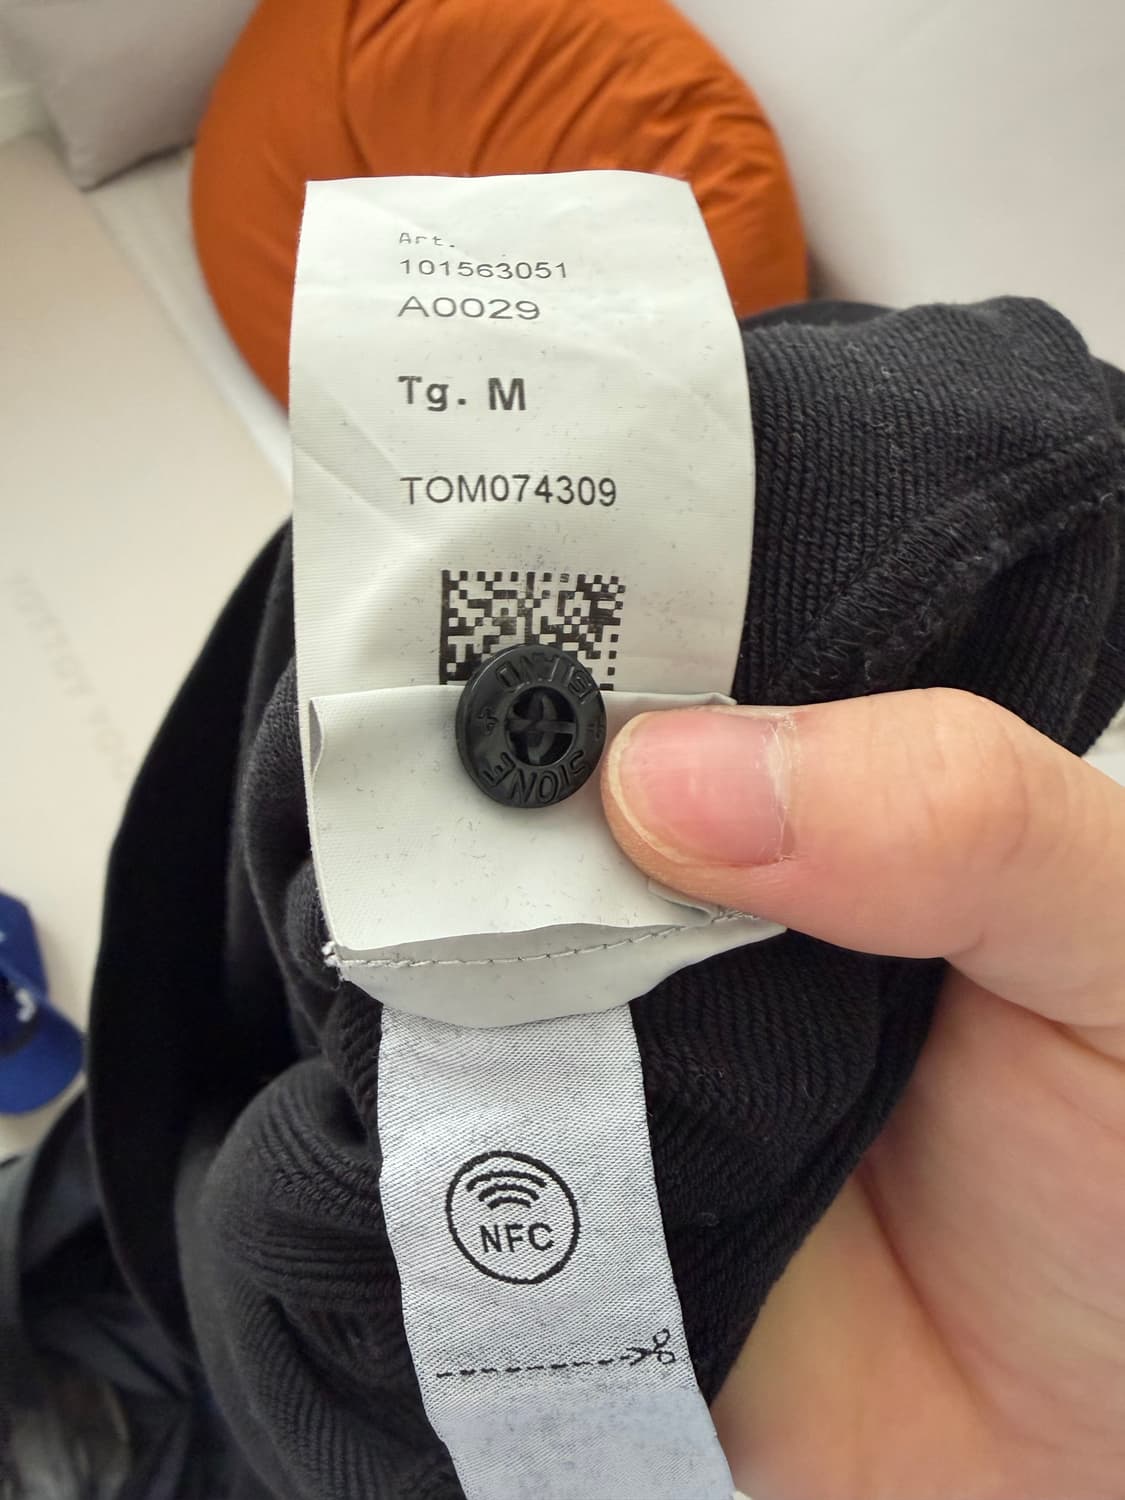 Art.
101563051
A0029
Tg. M
TOM074309
ISLAND
STONE
NFC